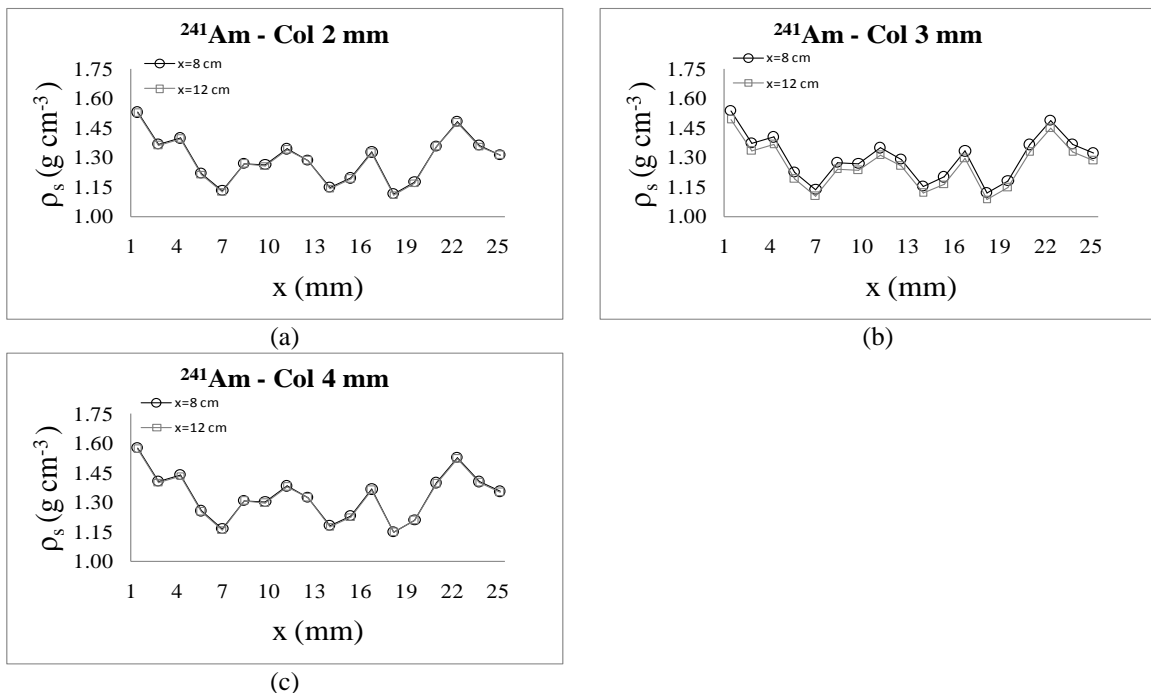 ²⁴¹Am - Col 2 mm
x=8 cm
x=12 cm
1.75
1.60
1.45
1.30
1.15
1.00
ρs (g cm⁻³)
1 4 7 10 13 16 19 22 25
x (mm)
(a)
²⁴¹Am - Col 3 mm
x=8 cm
x=12 cm
1.75
1.60
1.45
1.30
1.15
1.00
ρs (g cm⁻³)
1 4 7 10 13 16 19 22 25
x (mm)
(b)
²⁴¹Am - Col 4 mm
x=8 cm
x=12 cm
1.75
1.60
1.45
1.30
1.15
1.00
ρs (g cm⁻³)
1 4 7 10 13 16 19 22 25
x (mm)
(c)